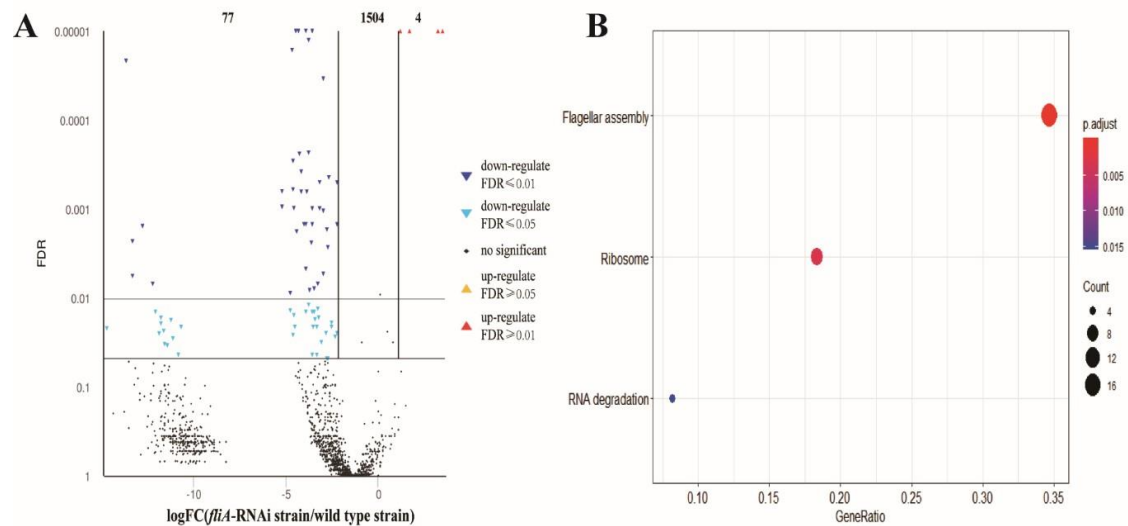 A
77
1504
4
0.00001
0.0001
0.001
0.01
0.1
1
FDR
-10
-5
0
logFC(fliA-RNAi strain/wild type strain)
down-regulate
FDR≤0.01
down-regulate
FDR≤0.05
no significant
up-regulate
FDR≥0.05
up-regulate
FDR≥0.01
B
Flagellar assembly
Ribosome
RNA degradation
0.10
0.15
0.20
0.25
0.30
0.35
GeneRatio
p.adjust
0.005
0.010
0.015
Count
4
8
12
16